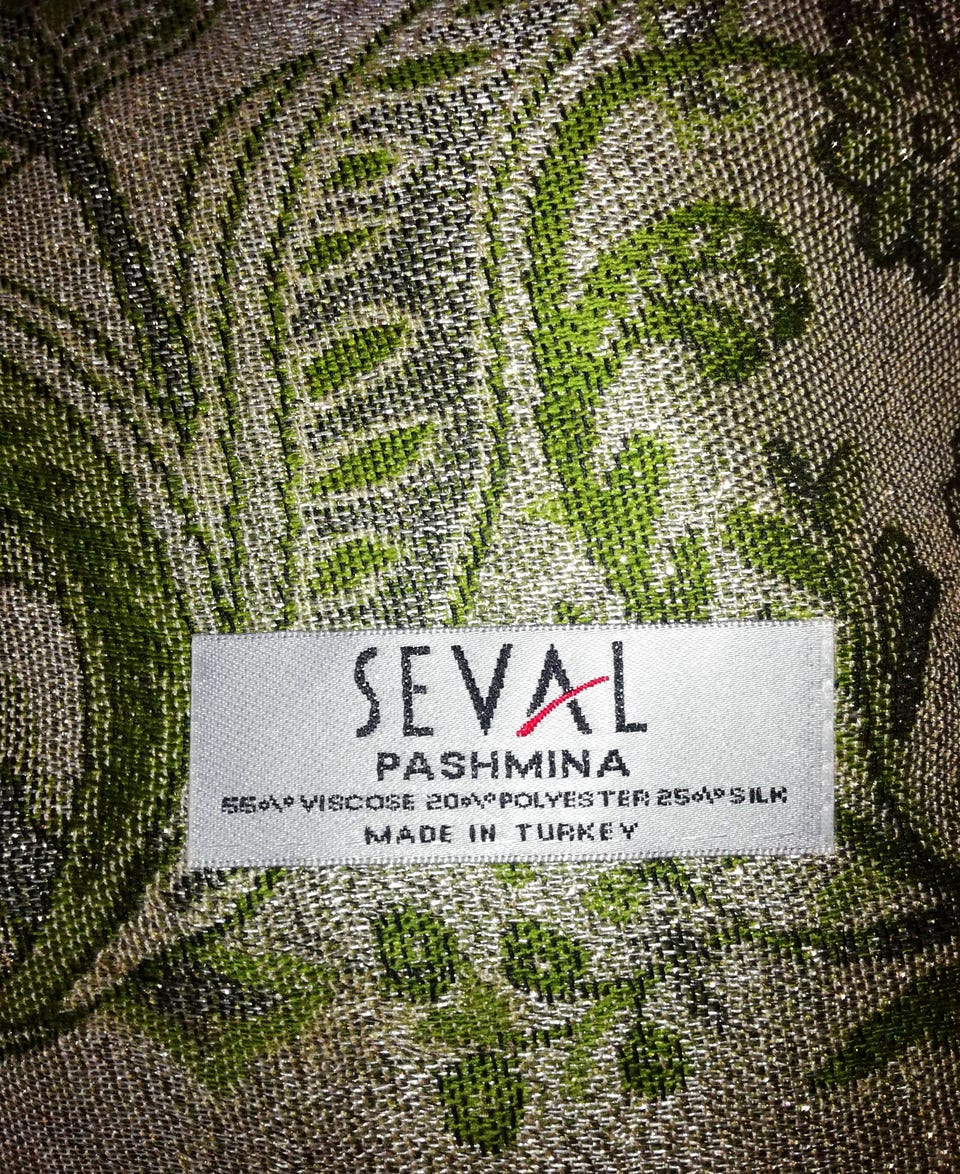 SEVAL
PASHMINA
55% VISCOSE 20% POLYESTER 25% SILK
MADE IN TURKEY